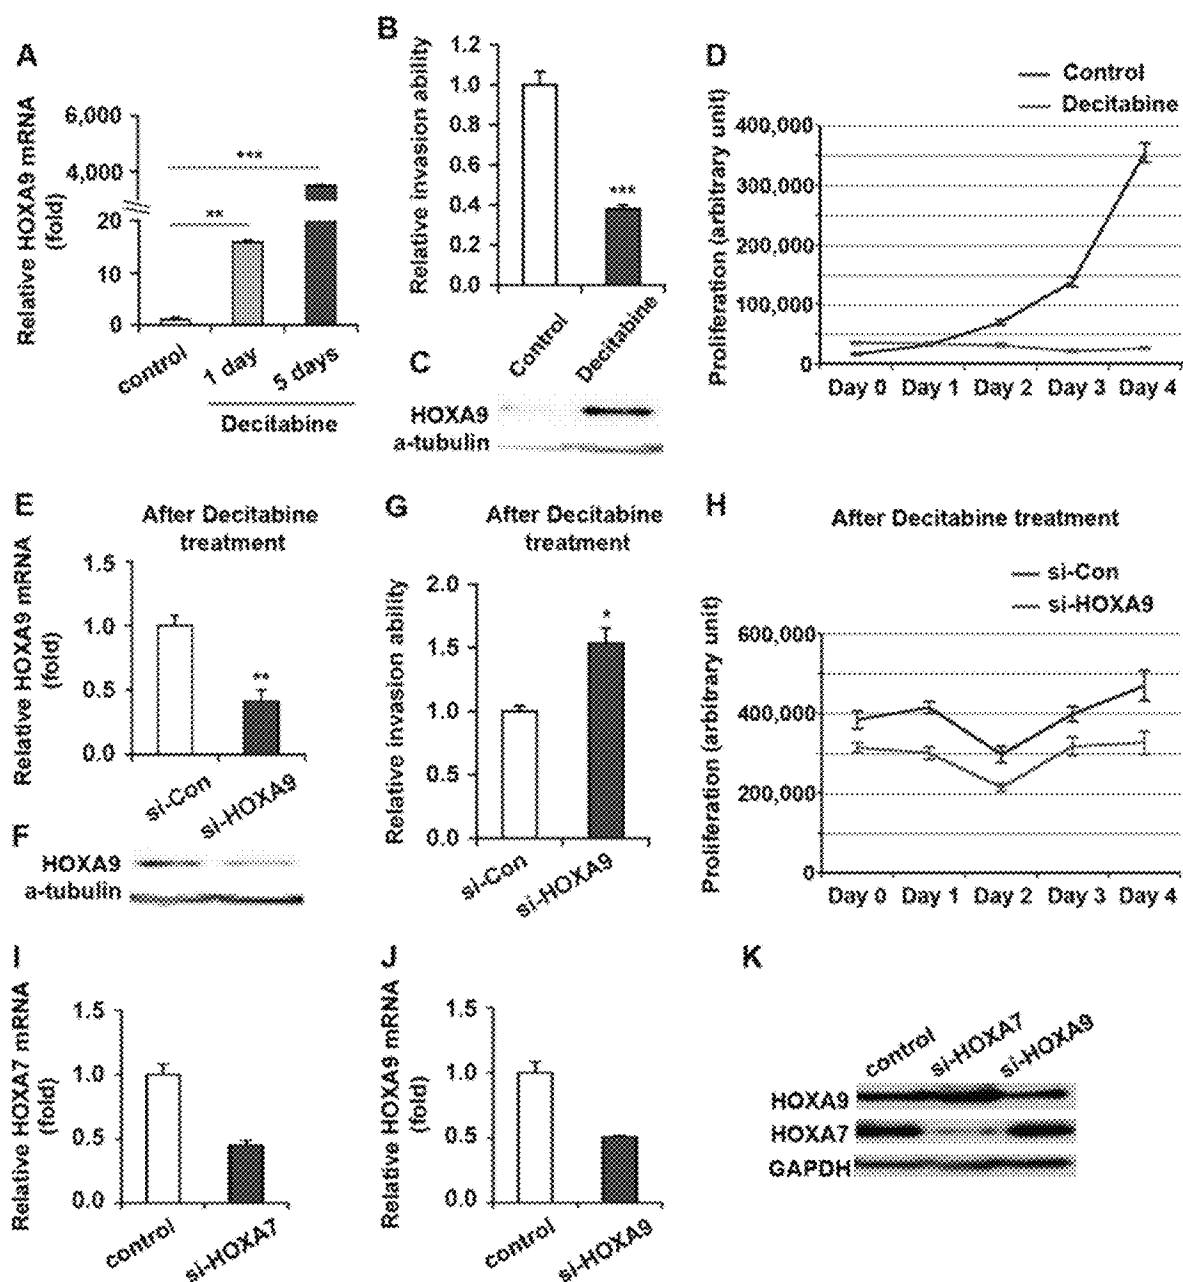 A
Relative HOXA9 mRNA
(fold)
6,000
4,000
20
10
0
***
**
control
1 day
5 days
Decitabine
B
Relative invasion ability
1.2
1.0
0.8
0.6
0.4
0.2
0.0
***
Control
Decitabine
C
HOXA9
a-tubulin
D
Control
Decitabine
Proliferation (arbitrary unit)
400,000
300,000
200,000
100,000
0
Day 0 Day 1 Day 2 Day 3 Day 4
E
After Decitabine
treatment
Relative HOXA9 mRNA
(fold)
1.5
1.0
0.5
0.0
**
si-Con
si-HOXA9
F
HOXA9
a-tubulin
G
After Decitabine
treatment
Relative invasion ability
2.0
1.5
1.0
0.5
0.0
*
si-Con
si-HOXA9
H
After Decitabine treatment
si-Con
si-HOXA9
Proliferation (arbitrary unit)
600,000
400,000
200,000
0
Day 0 Day 1 Day 2 Day 3 Day 4
I
Relative HOXA7 mRNA
(fold)
1.5
1.0
0.5
0.0
control
si-HOXA7
J
Relative HOXA9 mRNA
(fold)
1.5
1.0
0.5
0.0
control
si-HOXA9
K
control
si-HOXA7
si-HOXA9
HOXA9
HOXA7
GAPDH